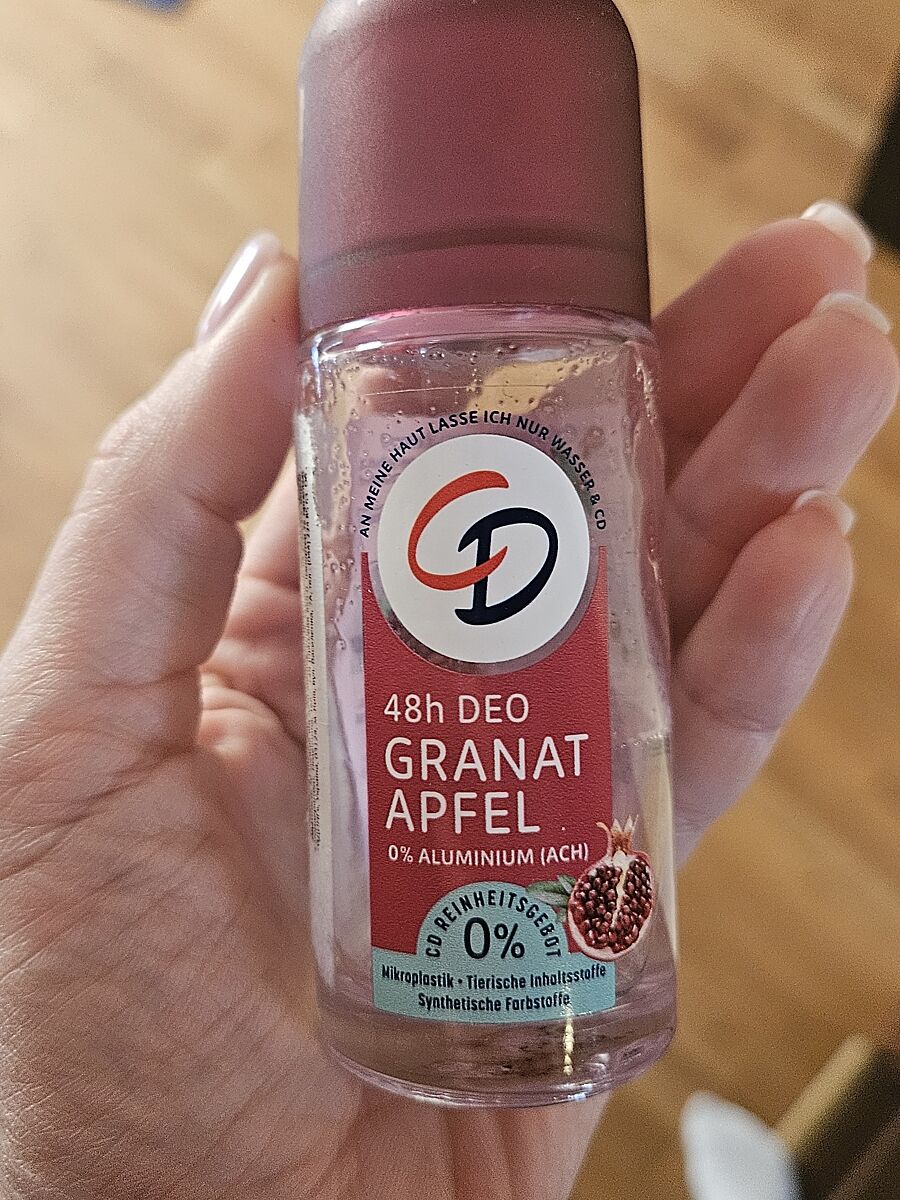 AN MEINE HAUT LASSE ICH NUR WASSER & CD
CD
48h DEO
GRANAT
APFEL
0% ALUMINIUM (ACH)
CD REINHEITSGEBOT
0%
Mikroplastik • Tierische Inhaltsstoffe
Synthetische Farbstoffe